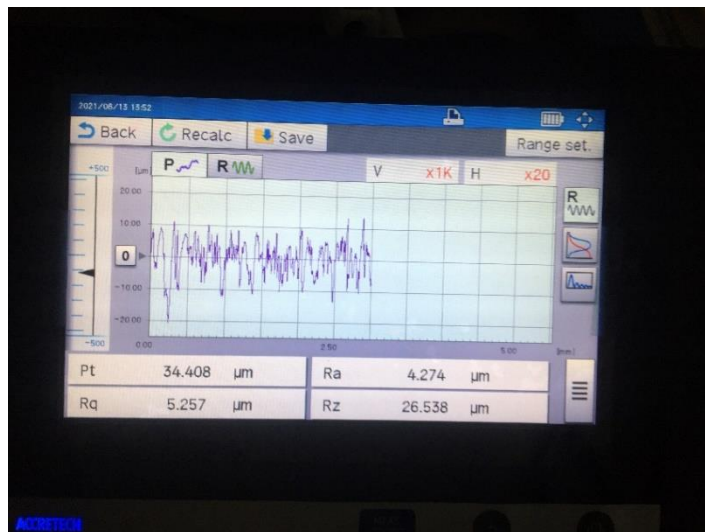 2021/08/13 13:52
Back Recalc Save Range set.
+500 [μm] P R V x1K H x20
20.00 R
10.00
0
-10.00
-20.00
-500 0.00 2.50 5.00 [mm]
Pt 34.408 μm Ra 4.274 μm
Rq 5.257 μm Rz 26.538 μm
ACCRETECH